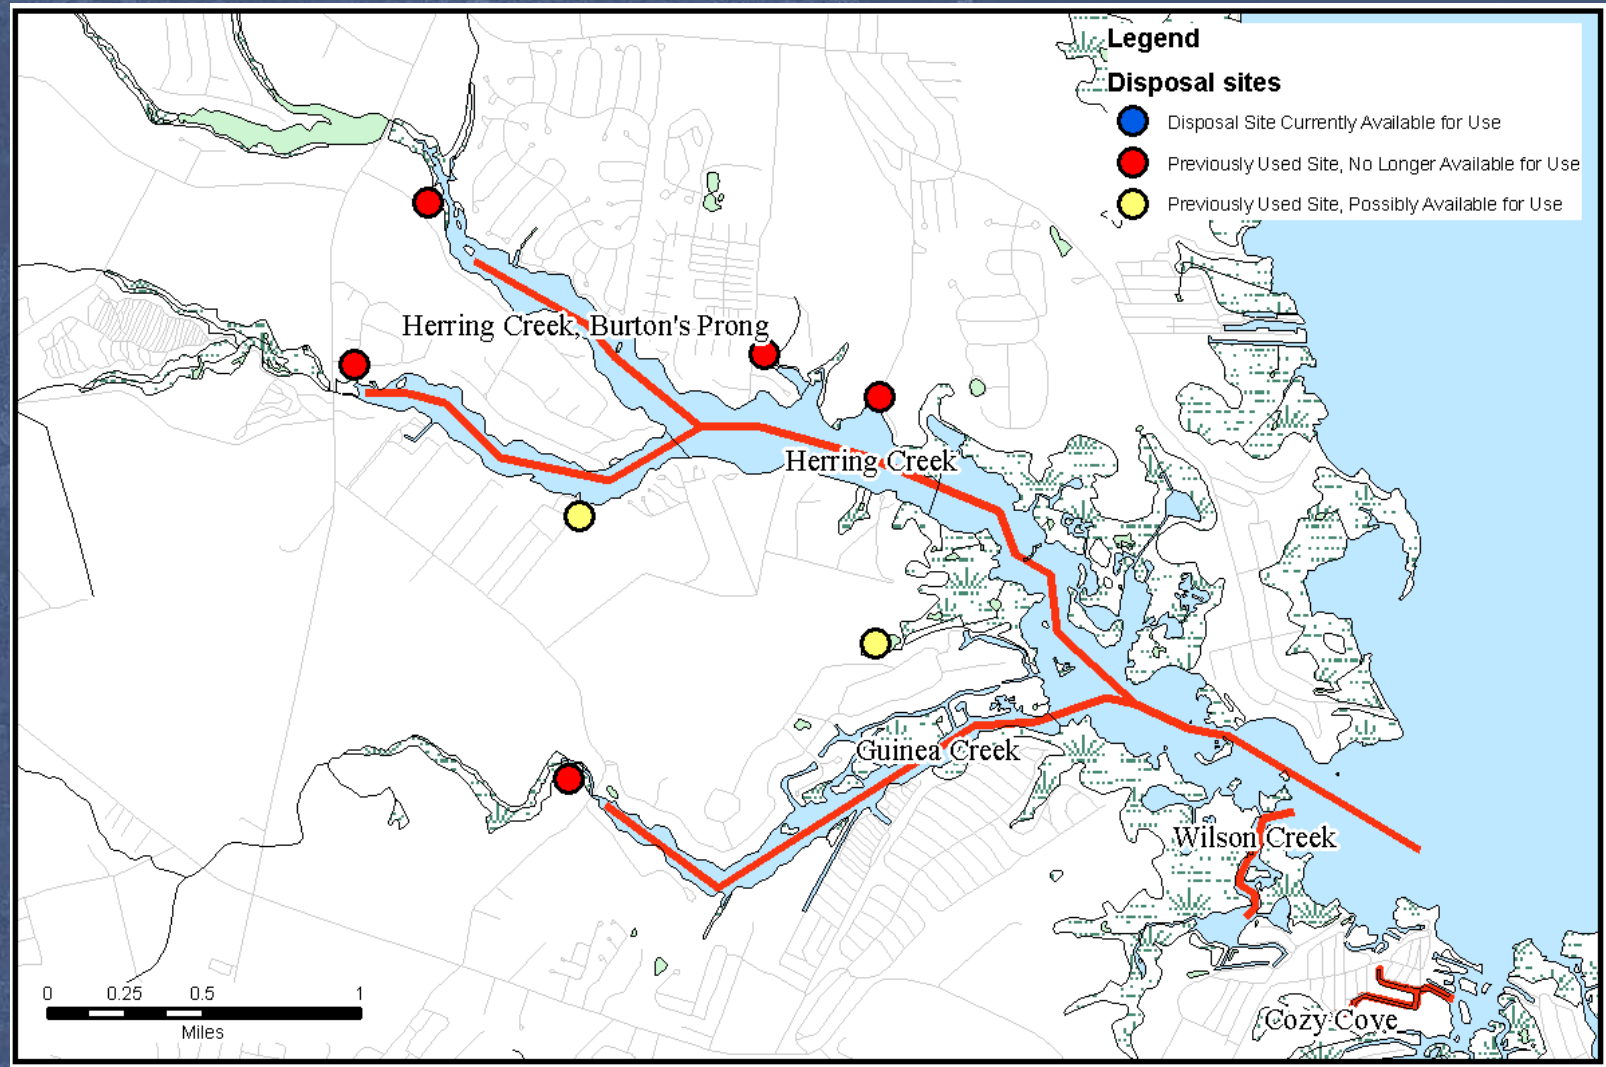 Legend
Disposal sites
Disposal Site Currently Available for Use
Previously Used Site, No Longer Available for Use
Previously Used Site, Possibly Available for Use
Herring Creek, Burton's Prong
Herring Creek
Guinea Creek
Wilson Creek
Cozy Cove
0 0.25 0.5 1
Miles